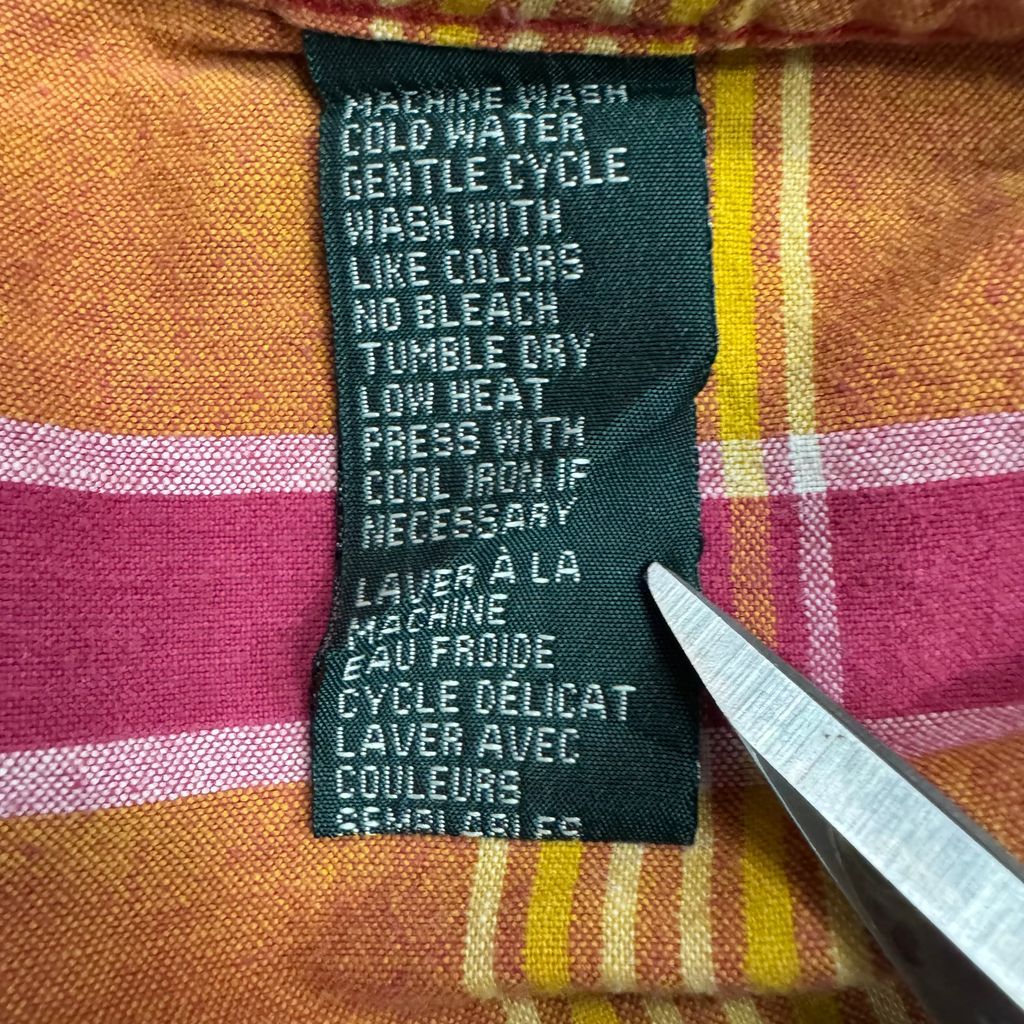 MACHINE WASH
COLD WATER
GENTLE CYCLE
WASH WITH
LIKE COLORS
NO BLEACH
TUMBLE DRY
LOW HEAT
PRESS WITH
COOL IRON IF
NECESSARY
LAVER À LA
MACHINE
EAU FROIDE
CYCLE DÉLICAT
LAVER AVEC
COULEURS
SEMBLABLES